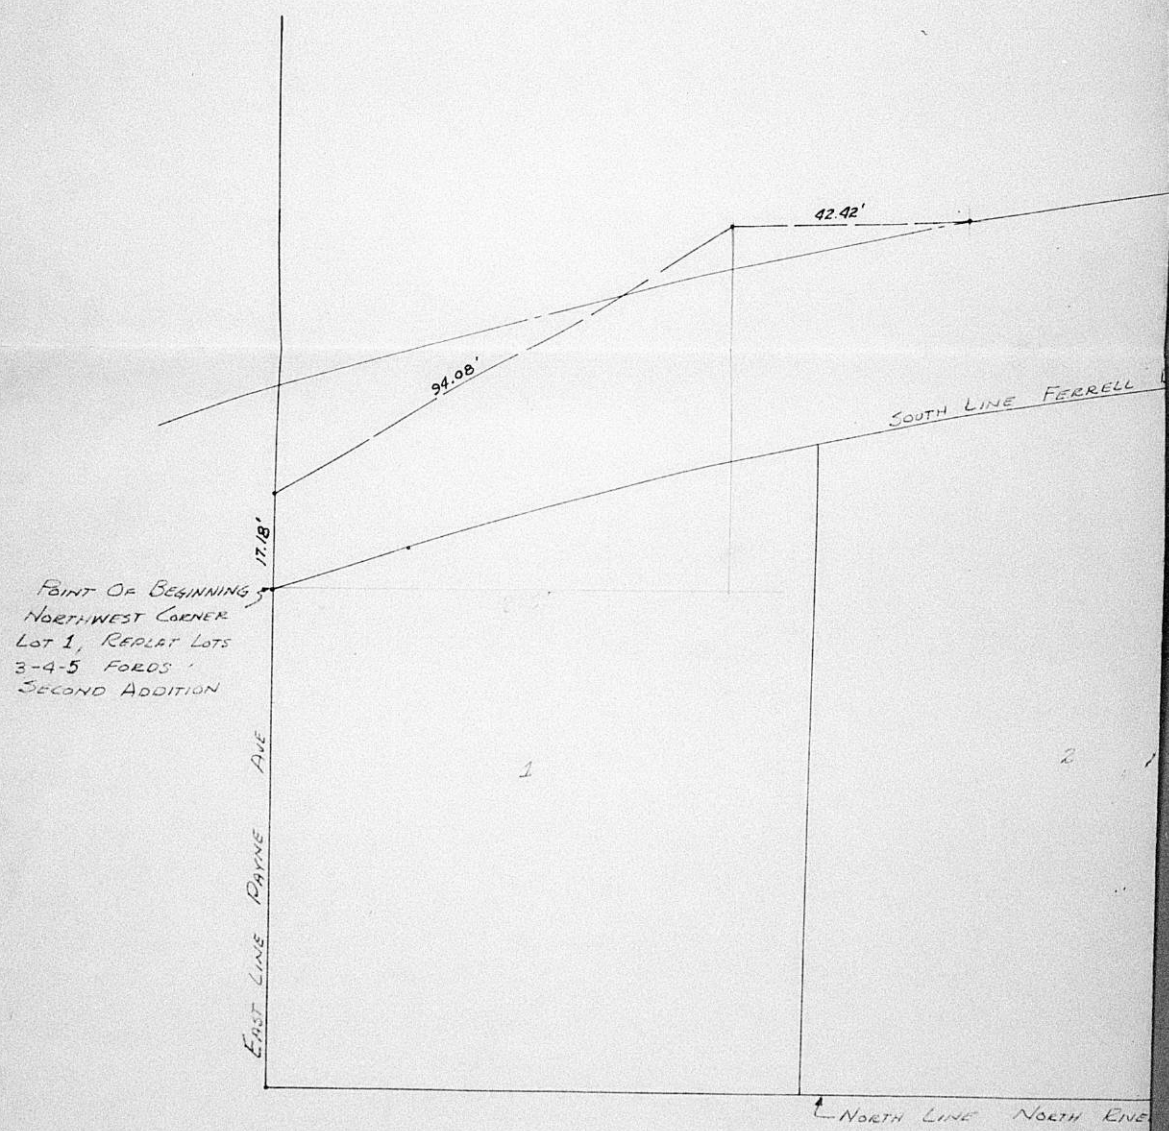 42.42'
94.08'
SOUTH LINE FERRELL
17.18'
POINT OF BEGINNING
NORTHWEST CORNER
LOT 1, REPLAT LOTS
3-4-5 FORDS
SECOND ADDITION
EAST LINE PAYNE AVE
1
2
NORTH LINE NORTH RIVE